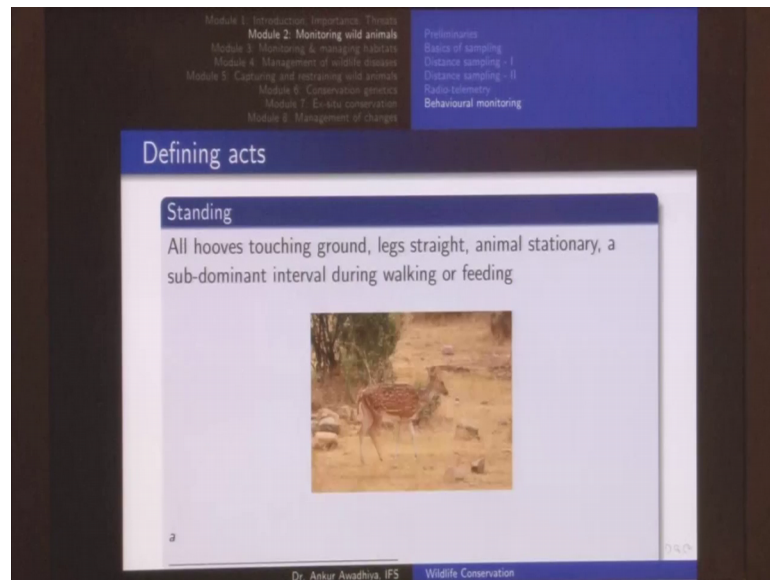 Module 1: Introduction, Importance, Threats
Module 2: Monitoring wild animals
Module 3: Monitoring & managing habitats
Module 4: Management of wildlife diseases
Module 5: Capturing and restraining wild animals
Module 6: Conservation genetics
Module 7: Ex-situ conservation
Module 8: Management of changes
Preliminaries
Basics of sampling
Distance sampling - I
Distance sampling - II
Radio-telemetry
Behavioural monitoring
Defining acts
Standing
All hooves touching ground, legs straight, animal stationary, a
sub-dominant interval during walking or feeding
a
Dr. Ankur Awadhiya, IFS
Wildlife Conservation